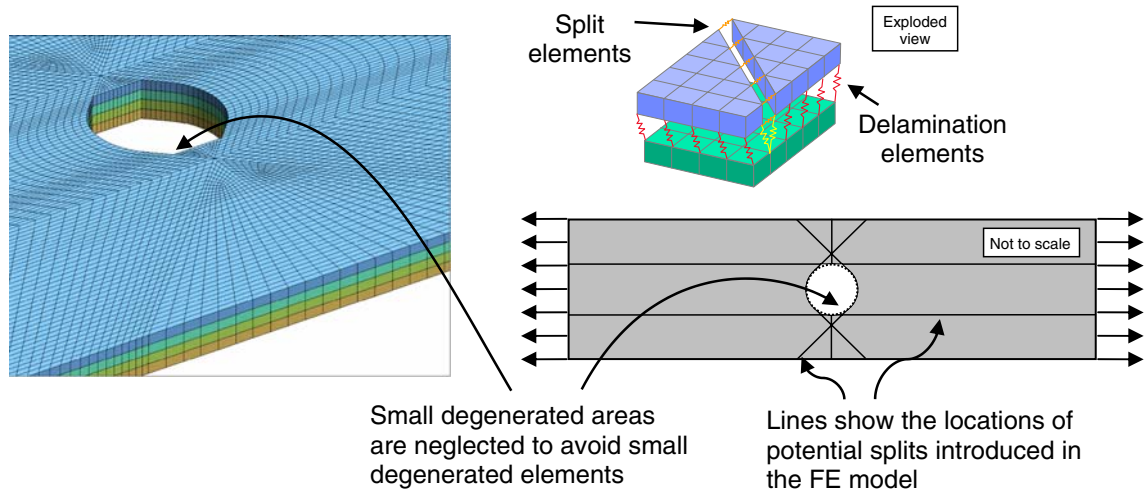 Split
elements
Exploded
view
Delamination
elements
Not to scale
Small degenerated areas
are neglected to avoid small
degenerated elements
Lines show the locations of
potential splits introduced in
the FE model